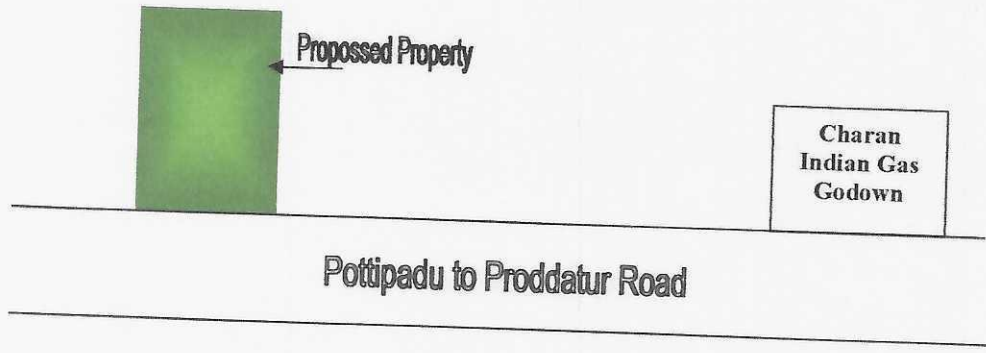 Propossed Property
Charan
Indian Gas
Godown
Pottipadu to Proddatur Road